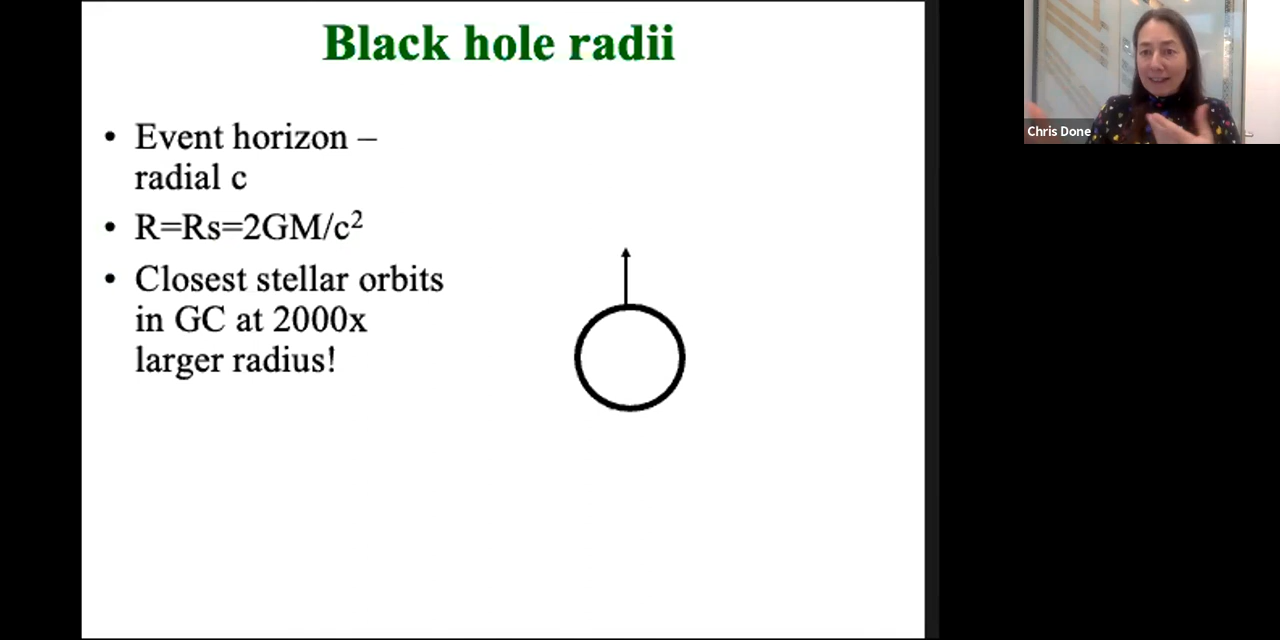 Black hole radii
• Event horizon –
radial c
• R=Rs=2GM/c²
• Closest stellar orbits
in GC at 2000x
larger radius!
Chris Done